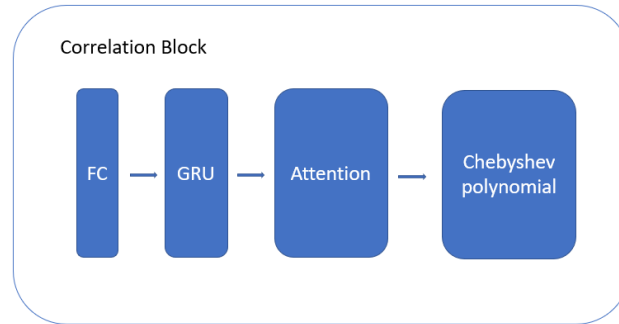 Correlation Block
FC
GRU
Attention
Chebyshev
polynomial